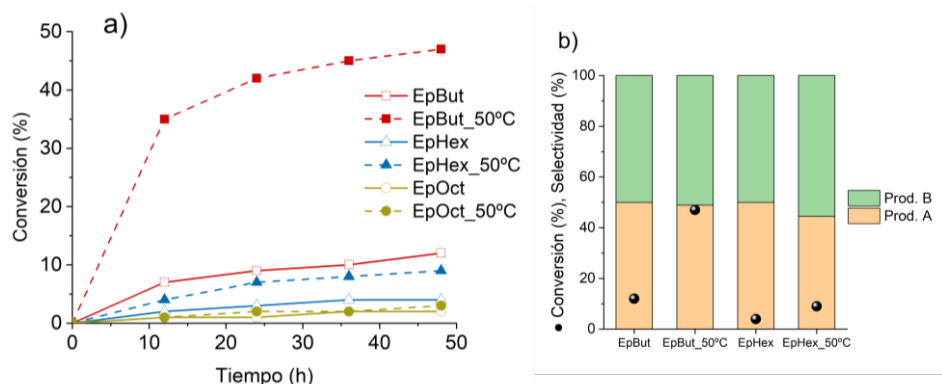 a)
Conversión (%)
50
40
30
20
10
0
0 10 20 30 40 50
Tiempo (h)
EpBut
EpBut_50ºC
EpHex
EpHex_50ºC
EpOct
EpOct_50ºC
b)
● Conversión (%), Selectividad (%)
100
80
60
40
20
0
EpBut EpBut_50ºC EpHex EpHex_50ºC
Prod. B
Prod. A